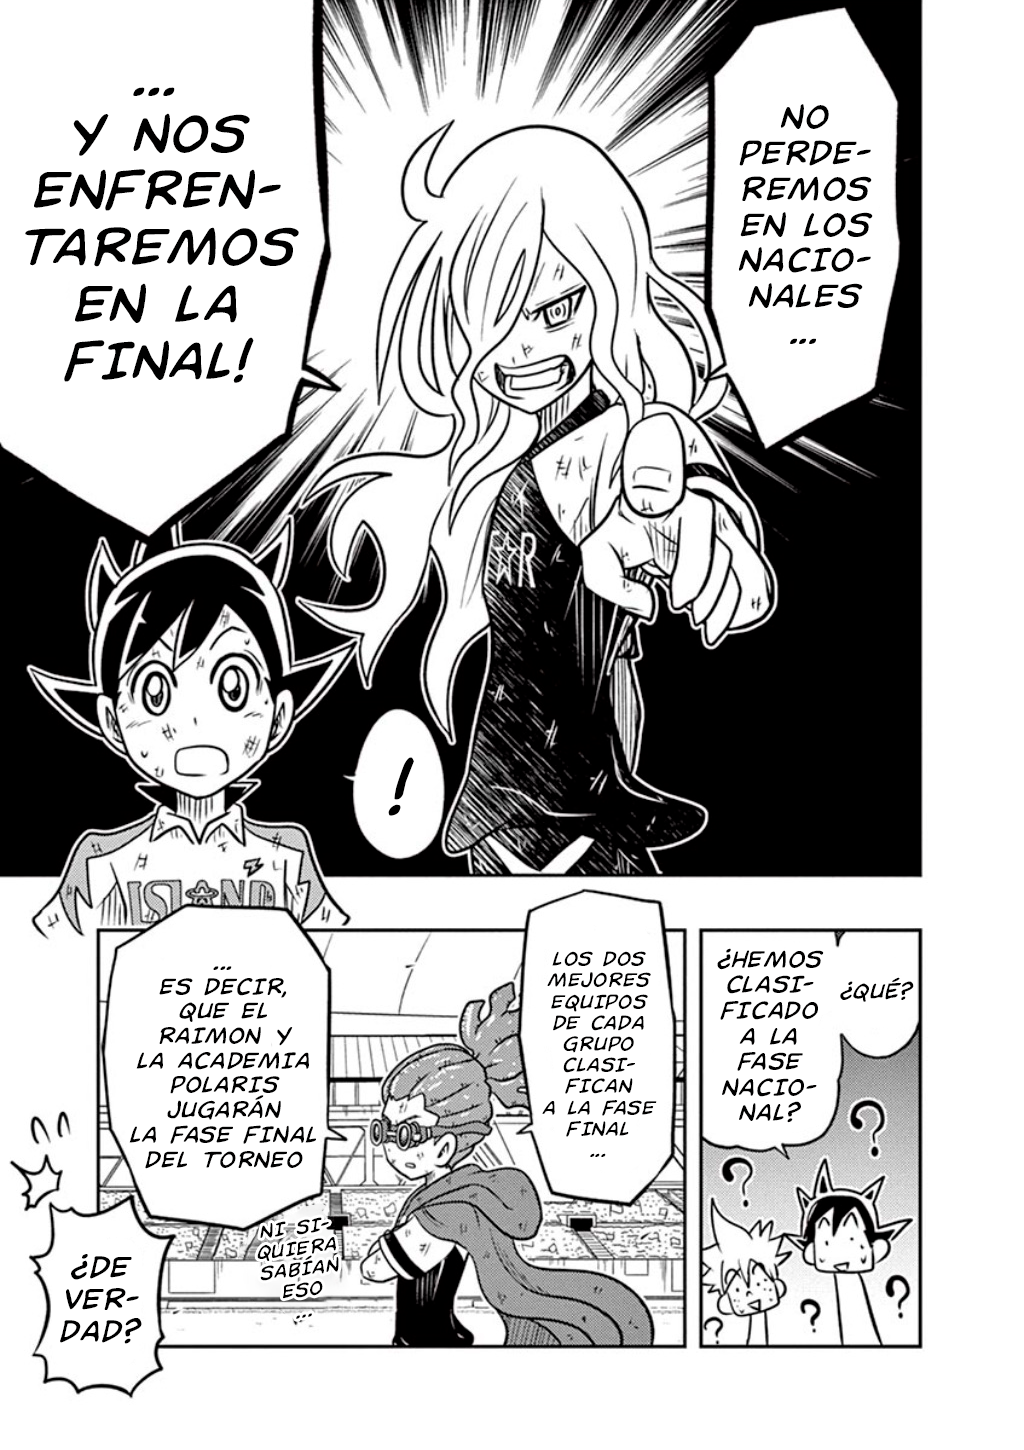 NO
PERDE-
REMOS
EN LOS
NACIO-
NALES
...
...
Y NOS
ENFREN-
TAREMOS
EN LA
FINAL!
!
ISLAND
¿QUÉ?
¿HEMOS
CLASI-
FICADO
A LA
FASE
NACIO-
NAL?
?
?
?
?
?
LOS DOS
MEJORES
EQUIPOS
DE CADA
GRUPO
CLASI-
FICAN
A LA FASE
FINAL
...
...
ES DECIR,
QUE EL
RAIMON Y
LA ACADEMIA
POLARIS
JUGARÁN
LA FASE FINAL
DEL TORNEO
NI SI-
QUIERA
SABÍAN
ESO
...
¿DE
VER-
DAD?